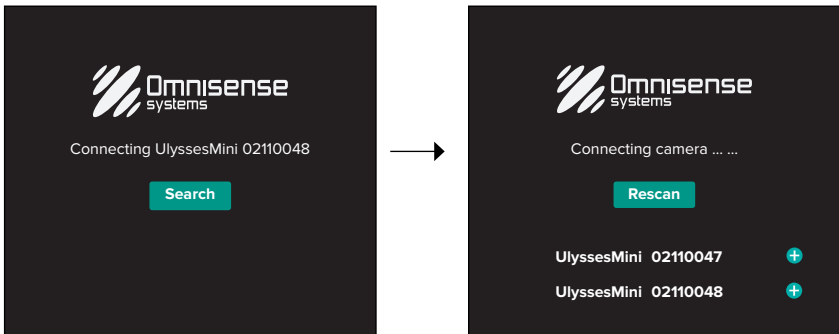 Omnisense
systems
Connecting UlyssesMini 02110048
Search
Omnisense
systems
Connecting camera ... ...
Rescan
UlyssesMini 02110047
UlyssesMini 02110048